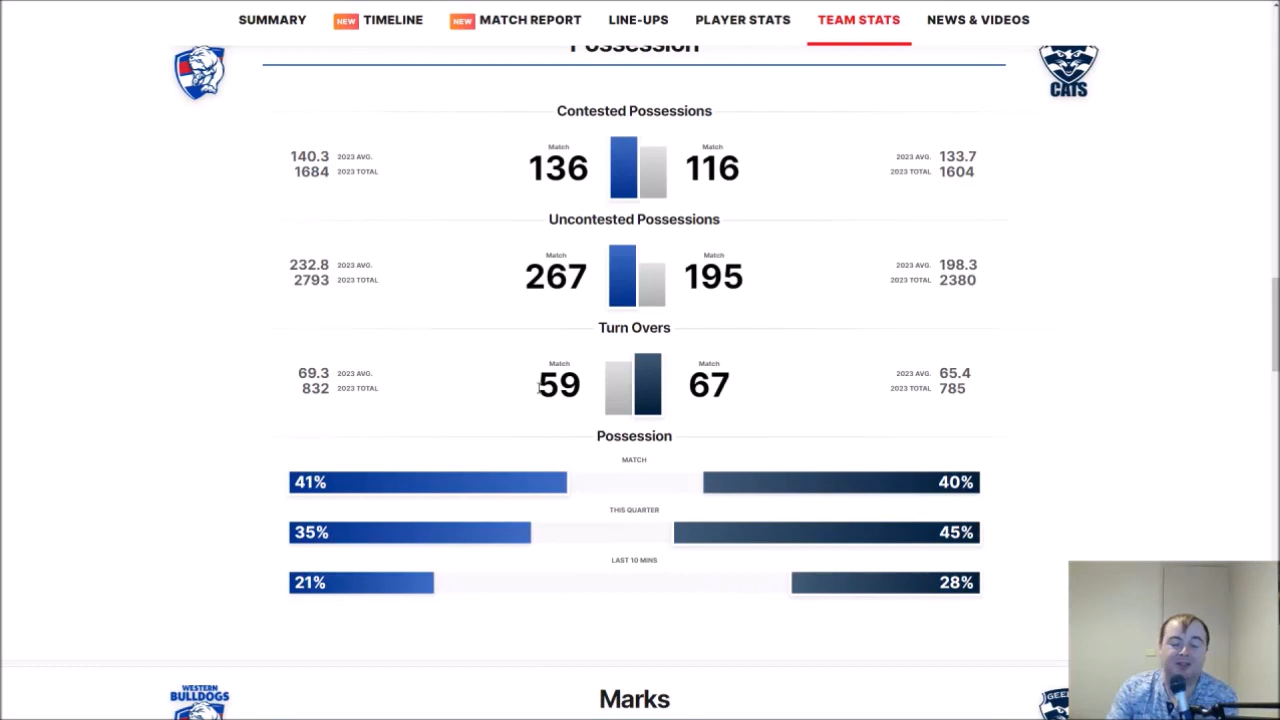 SUMMARY NEW TIMELINE NEW MATCH REPORT LINE-UPS PLAYER STATS TEAM STATS NEWS & VIDEOS
Possession
CATS
Contested Possessions
140.3 2023 AVG.
1684 2023 TOTAL
Match
136
Match
116
2023 AVG. 133.7
2023 TOTAL 1604
Uncontested Possessions
232.8 2023 AVG.
2793 2023 TOTAL
Match
267
Match
195
2023 AVG. 198.3
2023 TOTAL 2380
Turn Overs
69.3 2023 AVG.
832 2023 TOTAL
Match
59
Match
67
2023 AVG. 65.4
2023 TOTAL 785
Possession
MATCH
41% 40%
THIS QUARTER
35% 45%
LAST 10 MINS
21% 28%
WESTERN
BULLDOGS
Marks
GEE